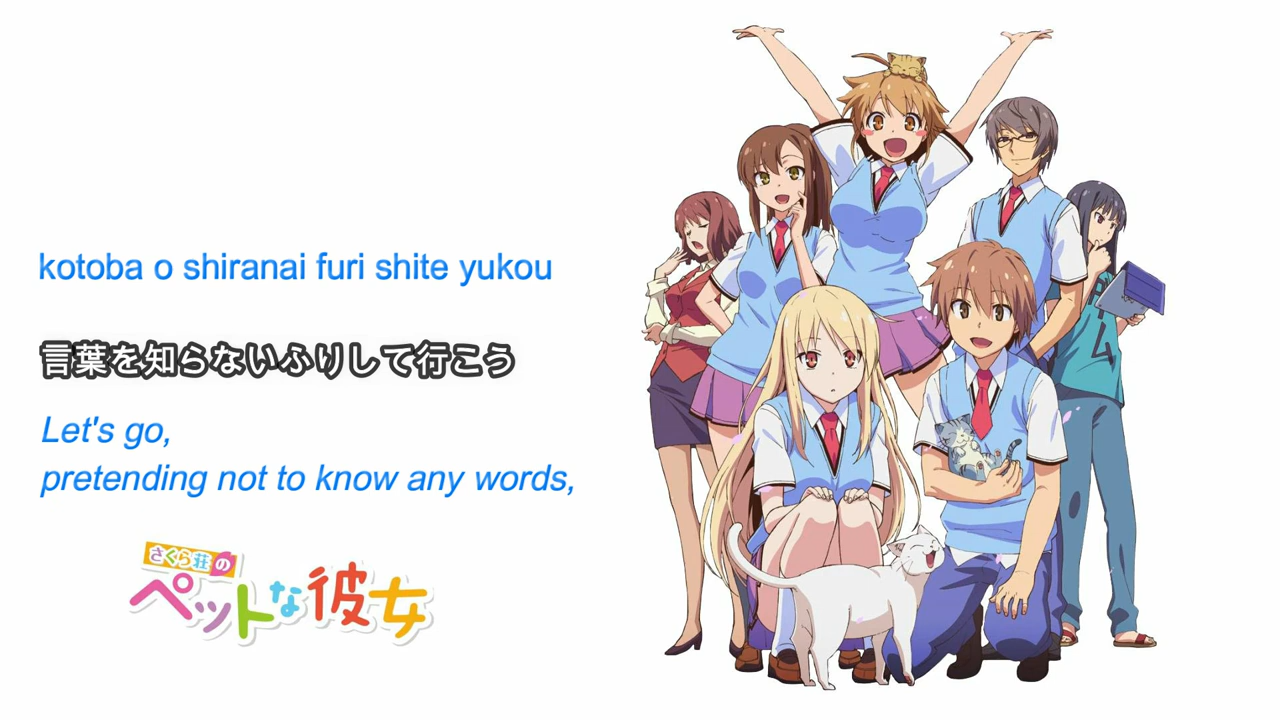 kotoba o shiranai furi shite yukou
言葉を知らないふりして行こう
Let's go,
pretending not to know any words,
さくら荘の
ペットな彼女